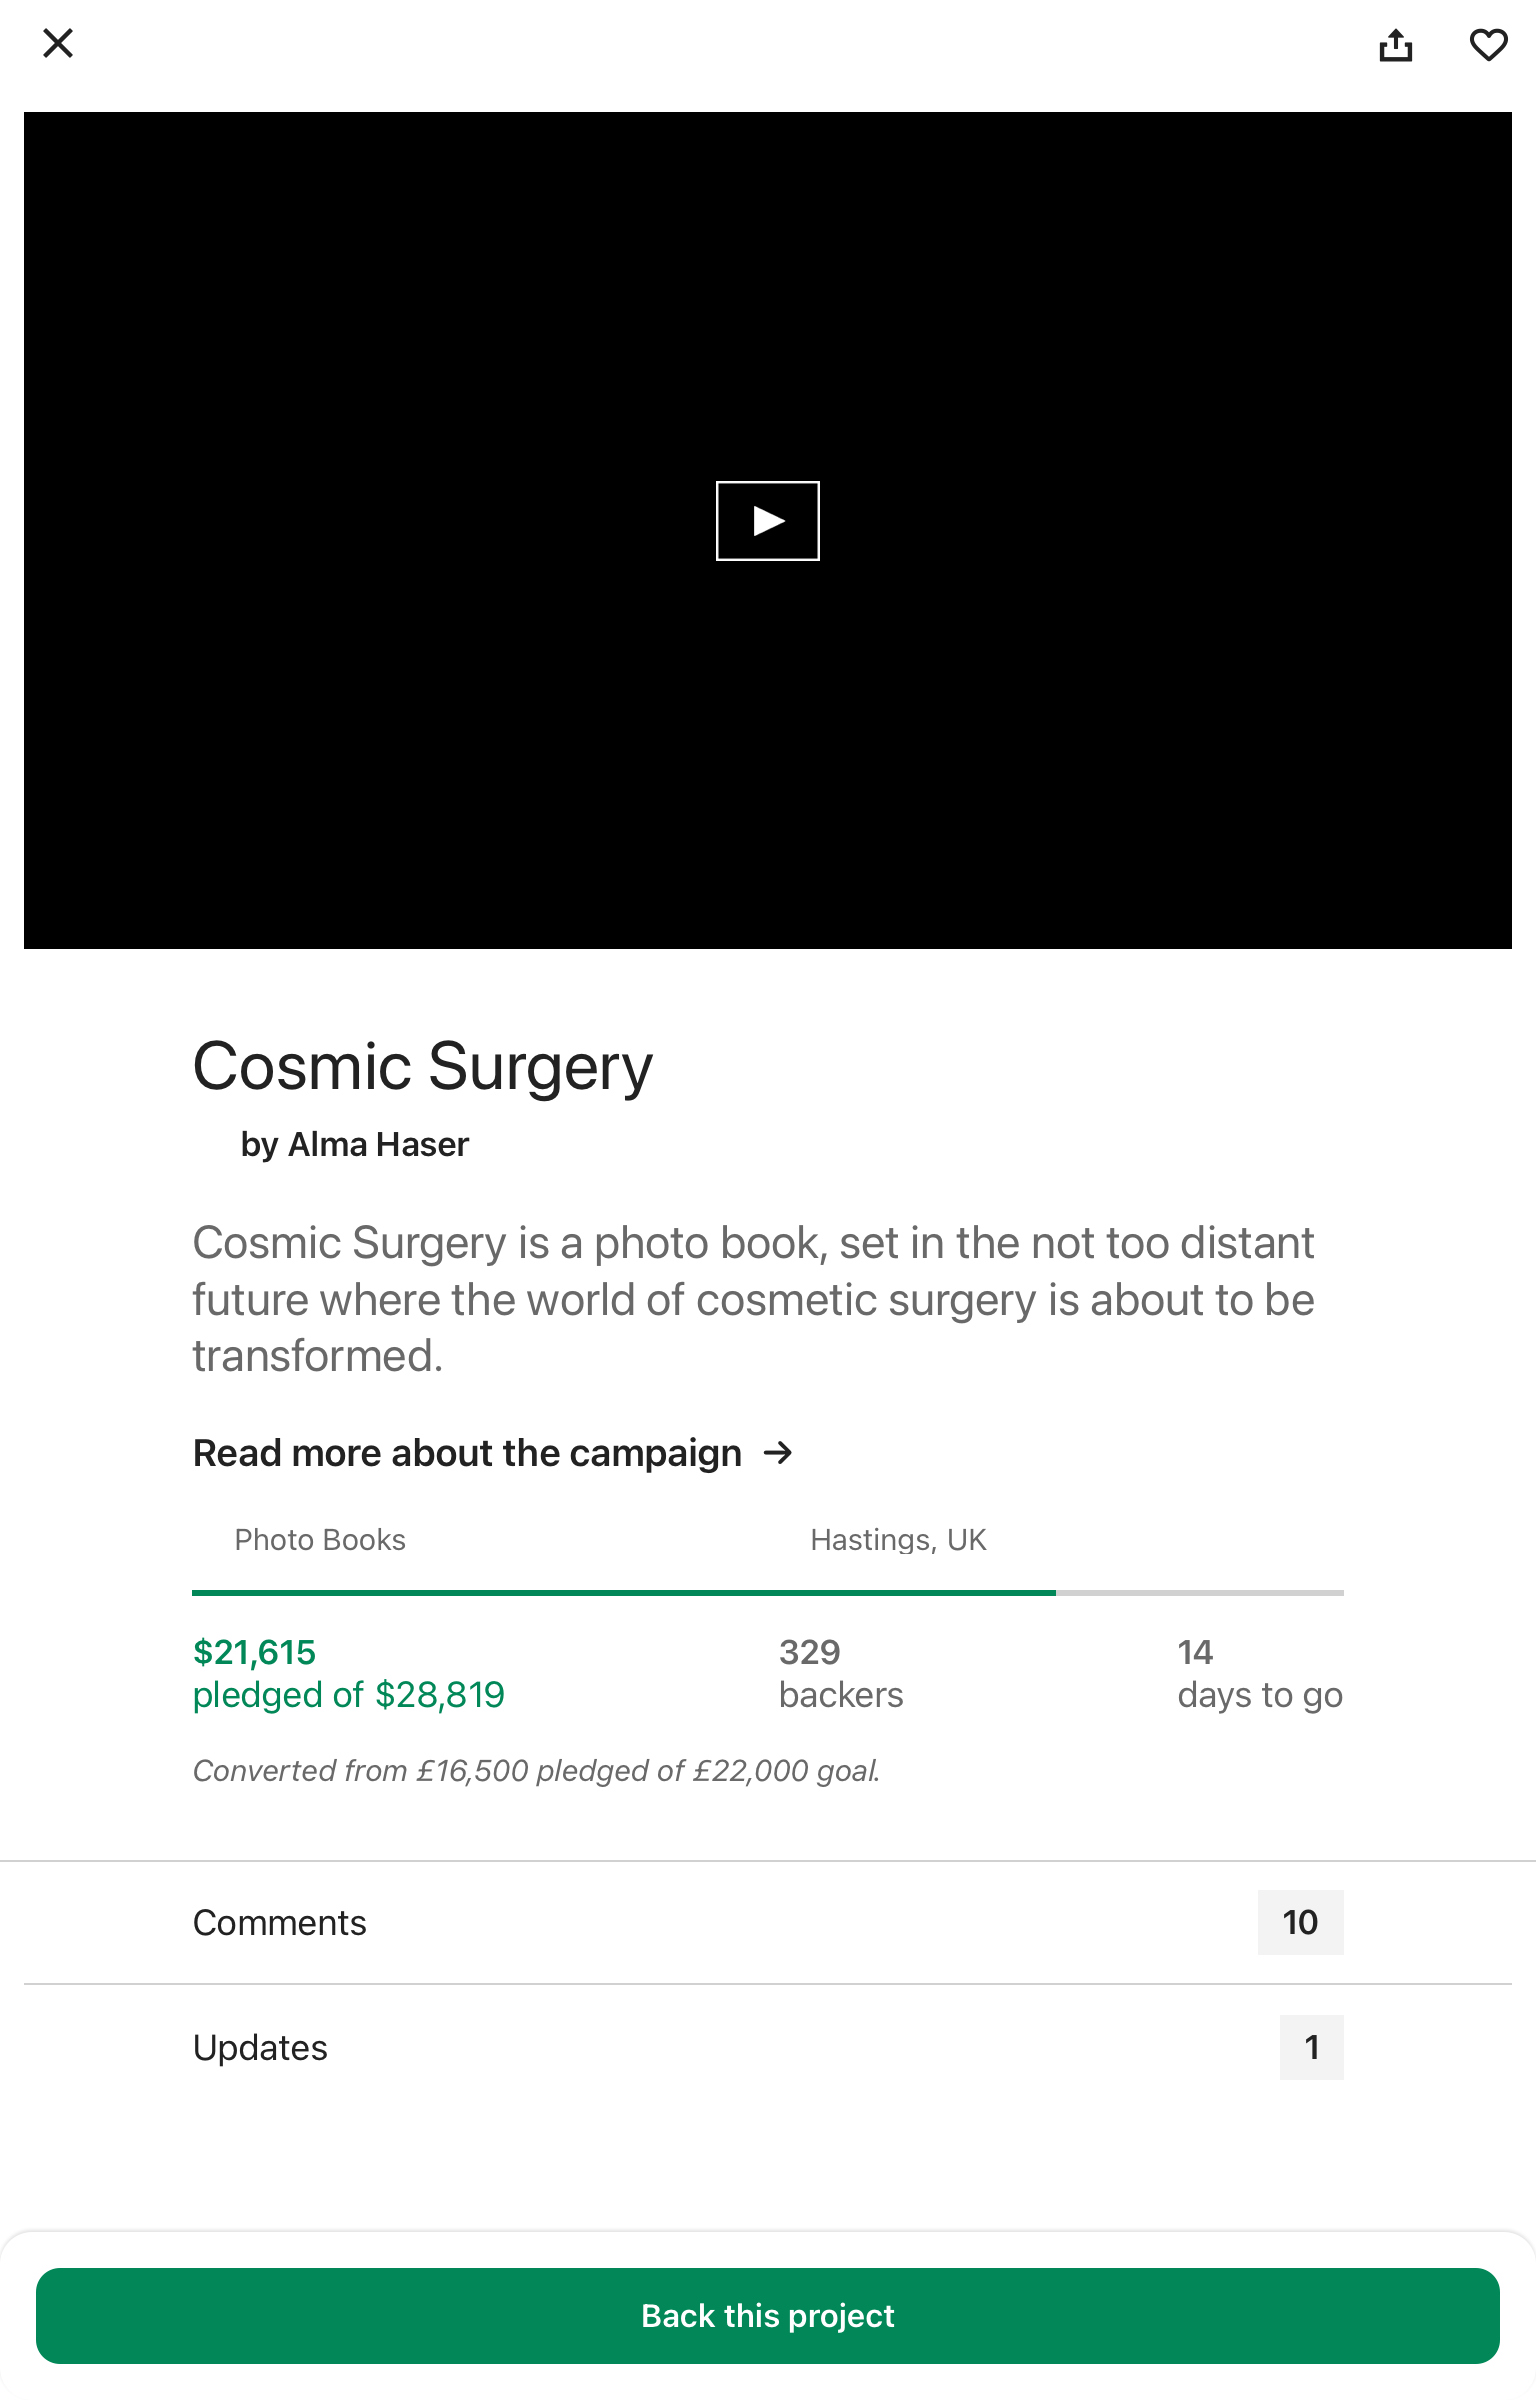 Cosmic Surgery
by Alma Haser
Cosmic Surgery is a photo book, set in the not too distant
future where the world of cosmetic surgery is about to be
transformed.
Read more about the campaign
Photo Books
Hastings, UK
$21,615
pledged of $28,819
329
backers
14
days to go
Converted from £16,500 pledged of £22,000 goal.
Comments
10
Updates
1
Back this project